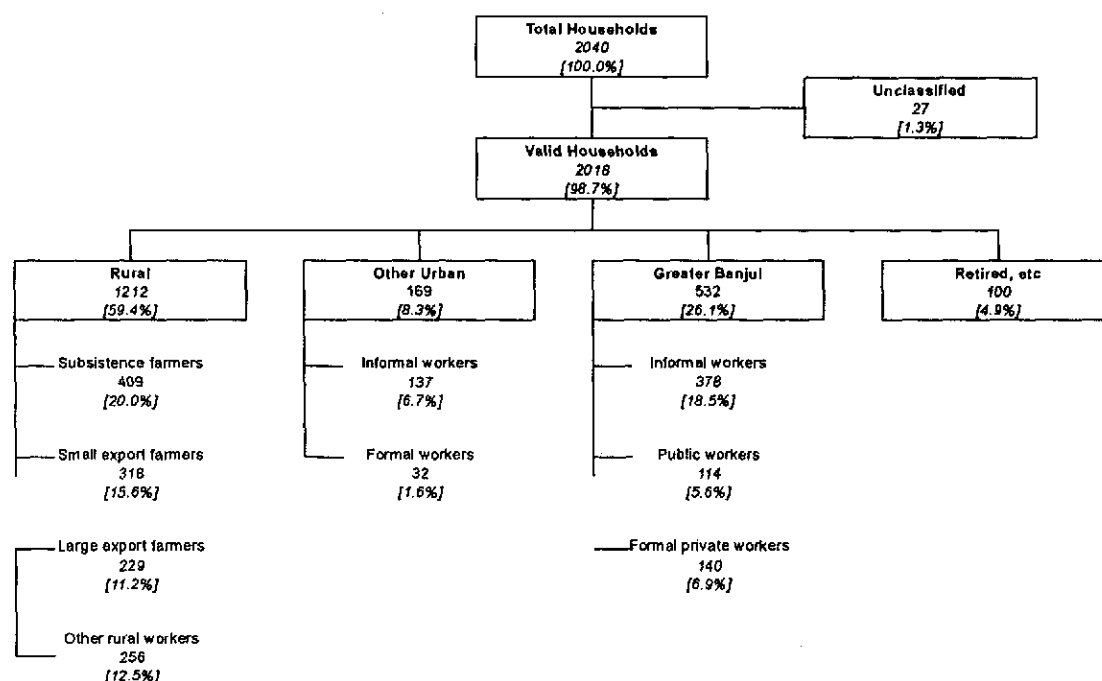 Total Households
2040
[100.0%]
Unclassified
27
[1.3%]
Valid Households
2018
[98.7%]
Rural
1212
[59.4%]
Other Urban
169
[8.3%]
Greater Banjul
532
[26.1%]
Retired, etc
100
[4.9%]
Subsistence farmers
409
[20.0%]
Informal workers
137
[6.7%]
Informal workers
378
[18.5%]
Small export farmers
318
[15.6%]
Formal workers
32
[1.6%]
Public workers
114
[5.6%]
Large export farmers
229
[11.2%]
Formal private workers
140
[6.9%]
Other rural workers
256
[12.5%]